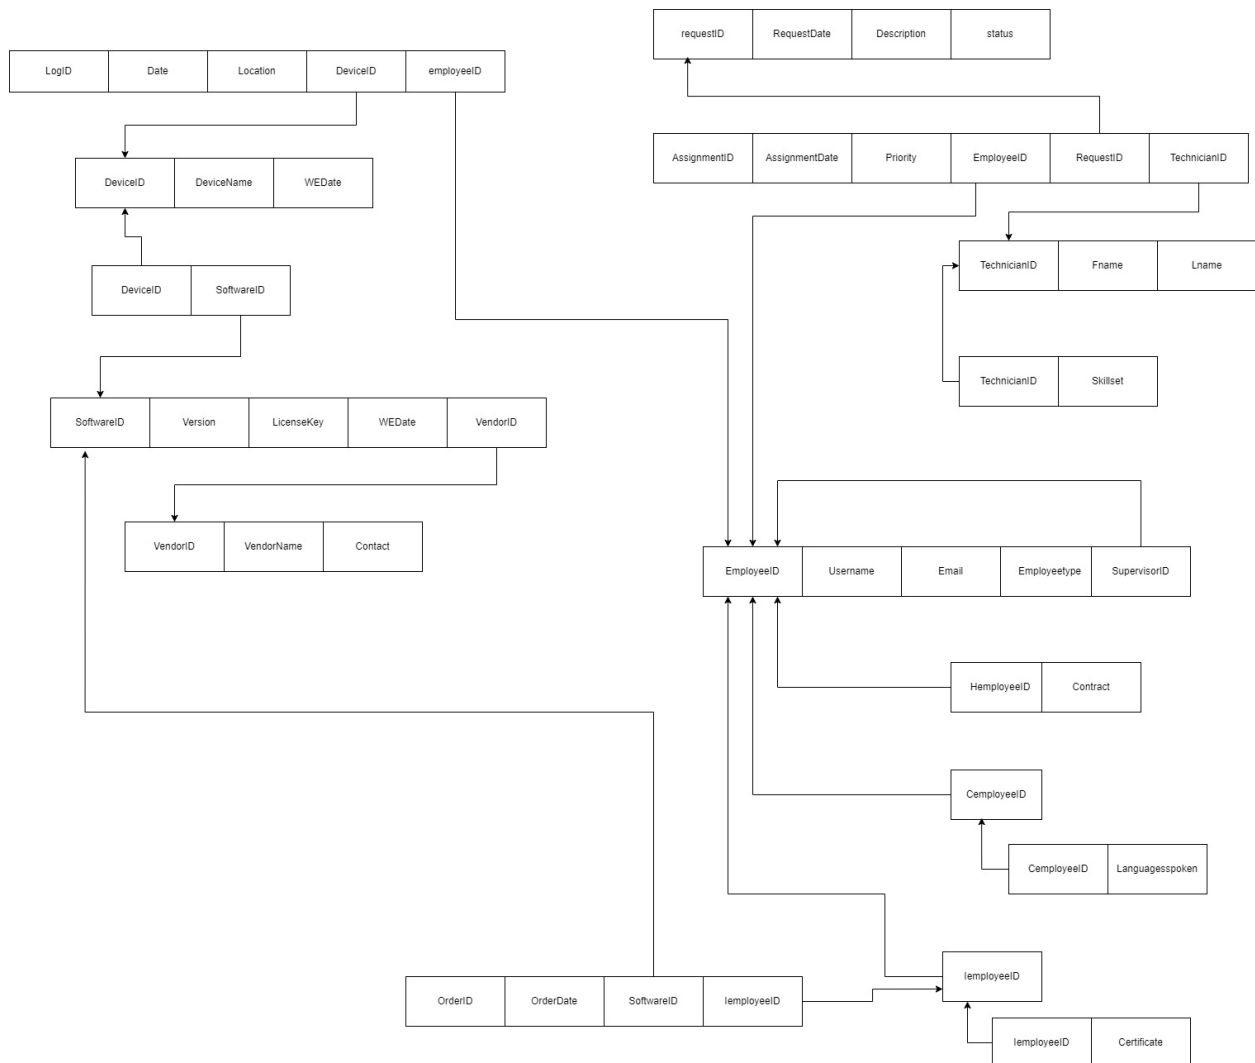 requestID RequestDate Description status
LogID Date Location DeviceID employeeID
AssignmentID AssignmentDate Priority EmployeeID RequestID TechnicianID
DeviceID DeviceName WEDate
TechnicianID Fname Lname
DeviceID SoftwareID
TechnicianID Skillset
SoftwareID Version LicenseKey WEDate VendorID
VendorID VendorName Contact
EmployeeID Username Email Employeetype SupervisorID
HemployeeID Contract
CemployeeID
CemployeeID Languagesspoken
IemployeeID
OrderID OrderDate SoftwareID IemployeeID
IemployeeID Certificate